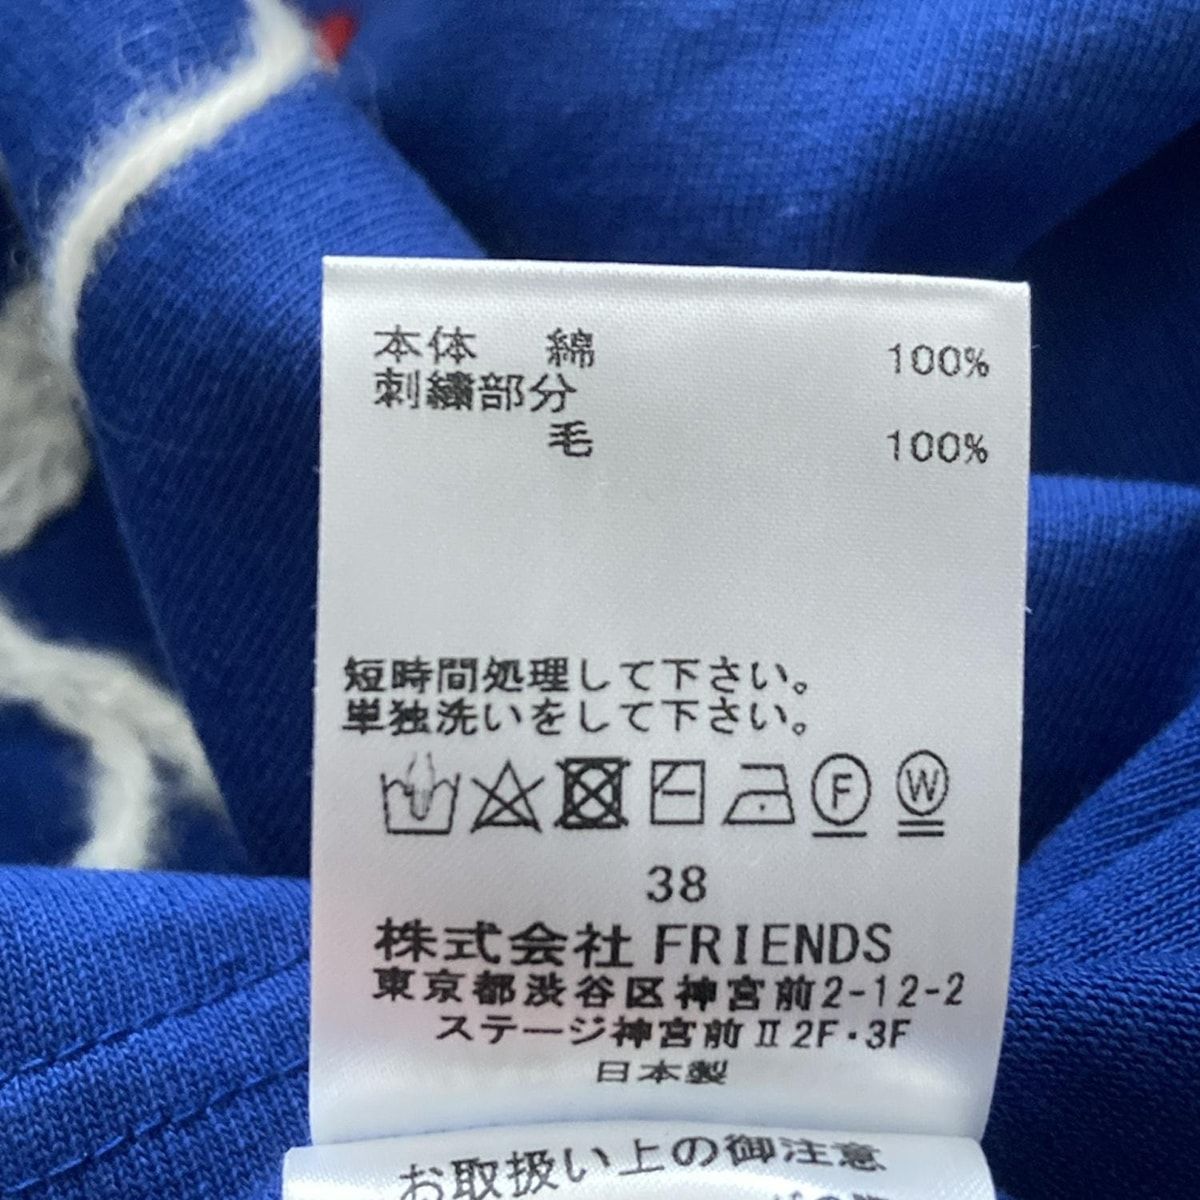 本体 綿 100%
刺繍部分
毛 100%
短時間処理して下さい。
単独洗いをして下さい。
F W
38
株式会社 FRIENDS
東京都渋谷区神宮前2-12-2
ステージ神宮前Ⅱ2F・3F
日本製
お取扱い上の御注意